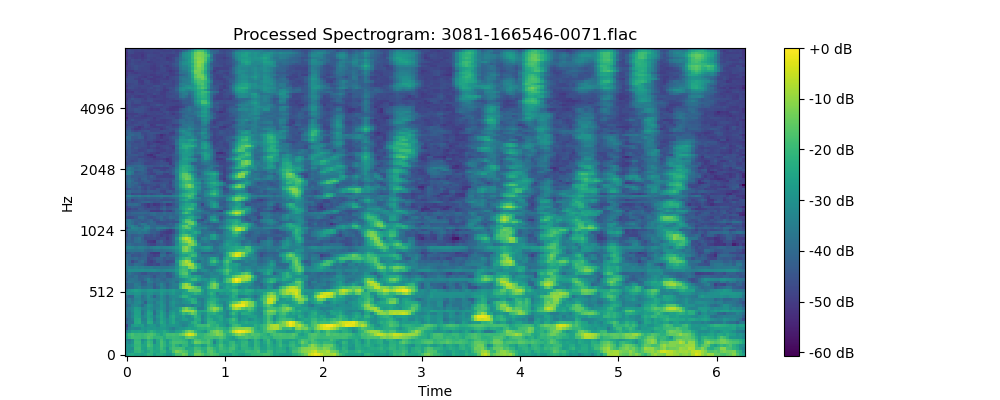 Processed Spectrogram: 3081-166546-0071.flac
Hz
4096
2048
1024
512
0
0 1 2 3 4 5 6
Time
+0 dB
-10 dB
-20 dB
-30 dB
-40 dB
-50 dB
-60 dB